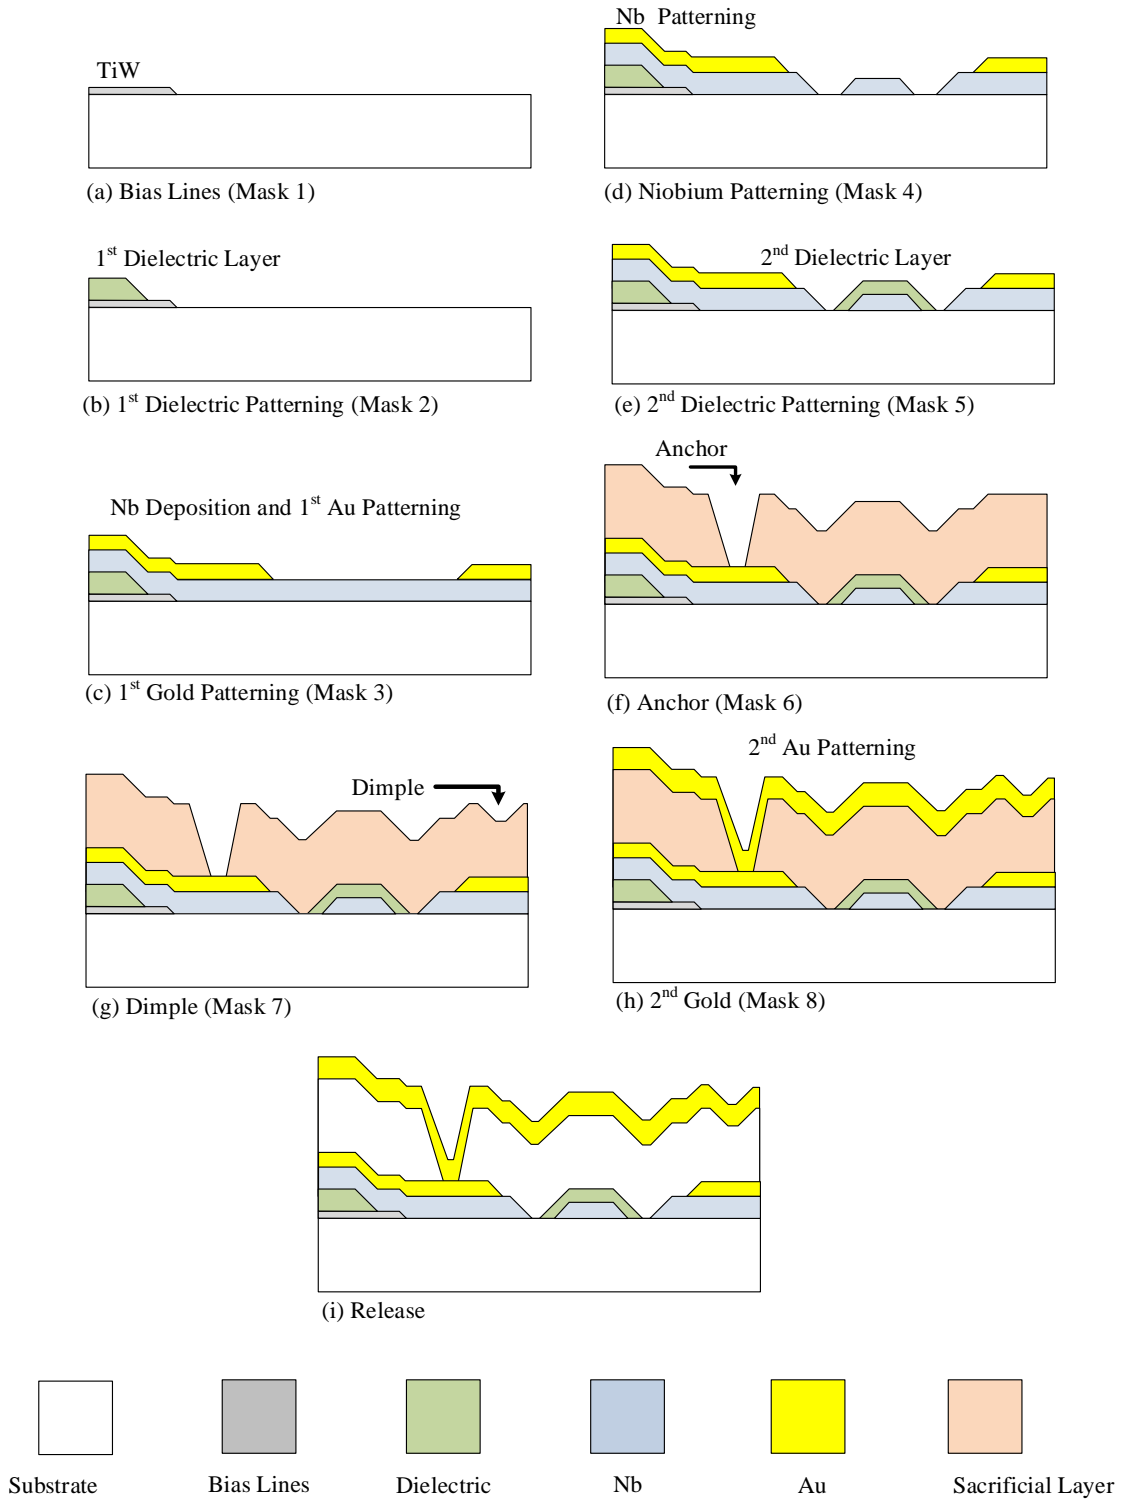 TiW
(a) Bias Lines (Mask 1)
1st Dielectric Layer
(b) 1st Dielectric Patterning (Mask 2)
Nb Deposition and 1st Au Patterning
(c) 1st Gold Patterning (Mask 3)
Nb Patterning
(d) Niobium Patterning (Mask 4)
2nd Dielectric Layer
(e) 2nd Dielectric Patterning (Mask 5)
Anchor
(f) Anchor (Mask 6)
Dimple
(g) Dimple (Mask 7)
2nd Au Patterning
(h) 2nd Gold (Mask 8)
(i) Release
Substrate
Bias Lines
Dielectric
Nb
Au
Sacrificial Layer